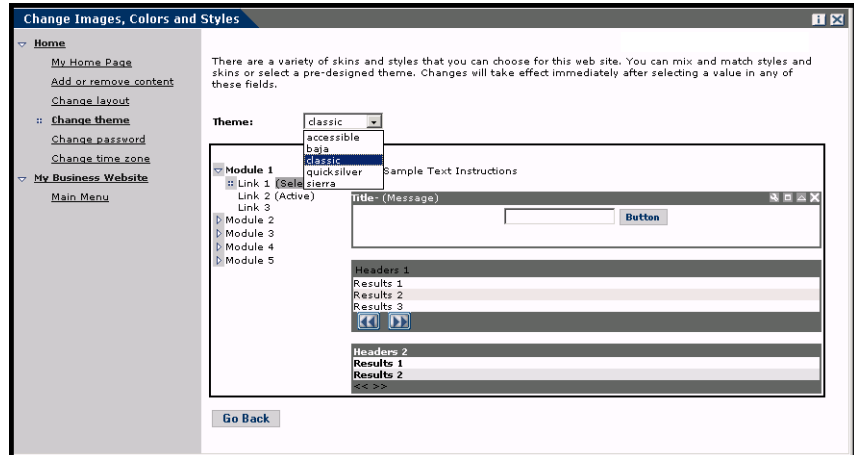 Change Images, Colors and Styles
Home
My Home Page
Add or remove content
Change layout
Change theme
Change password
Change time zone
My Business Website
Main Menu
There are a variety of skins and styles that you can choose for this web site. You can mix and match styles and
skins or select a pre-designed theme. Changes will take effect immediately after selecting a value in any of
these fields.
Theme: classic
accessible
baja
classic
quicksilver
sierra
Module 1
Link 1 (Sele
Link 2 (Active)
Link 3
Module 2
Module 3
Module 4
Module 5
Sample Text Instructions
Title- (Message)
Button
Headers 1
Results 1
Results 2
Results 3
Headers 2
Results 1
Results 2
<< >>
Go Back